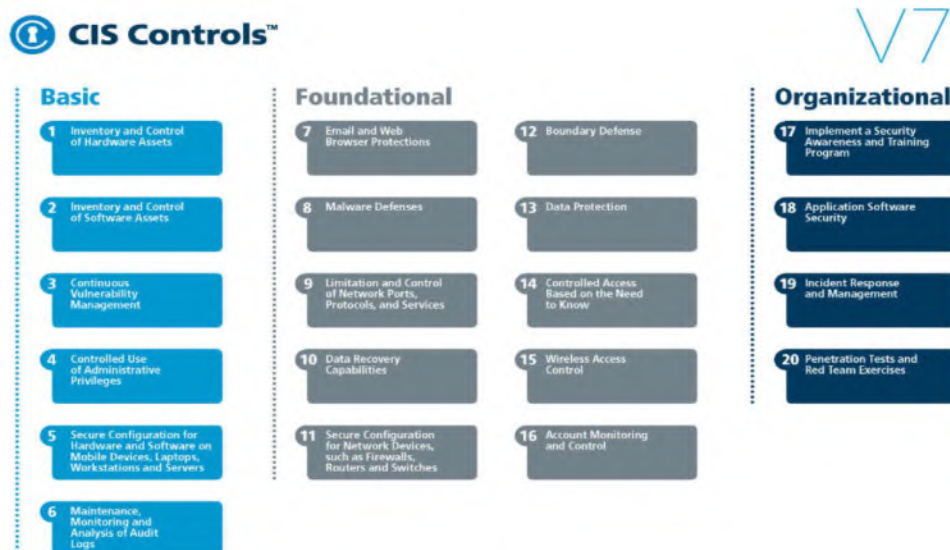 CIS Controls™
V7
Basic
1 Inventory and Control
of Hardware Assets
2 Inventory and Control
of Software Assets
3 Continuous
Vulnerability
Management
4 Controlled Use
of Administrative
Privileges
5 Secure Configuration for
Hardware and Software on
Mobile Devices, Laptops,
Workstations and Servers
6 Maintenance,
Monitoring and
Analysis of Audit
Logs
Foundational
7 Email and Web
Browser Protections
8 Malware Defenses
9 Limitation and Control
of Network Ports,
Protocols, and Services
10 Data Recovery
Capabilities
11 Secure Configuration
for Network Devices,
such as Firewalls,
Routers and Switches
12 Boundary Defense
13 Data Protection
14 Controlled Access
Based on the Need
to Know
15 Wireless Access
Control
16 Account Monitoring
and Control
Organizational
17 Implement a Security
Awareness and Training
Program
18 Application Software
Security
19 Incident Response
and Management
20 Penetration Tests and
Red Team Exercises